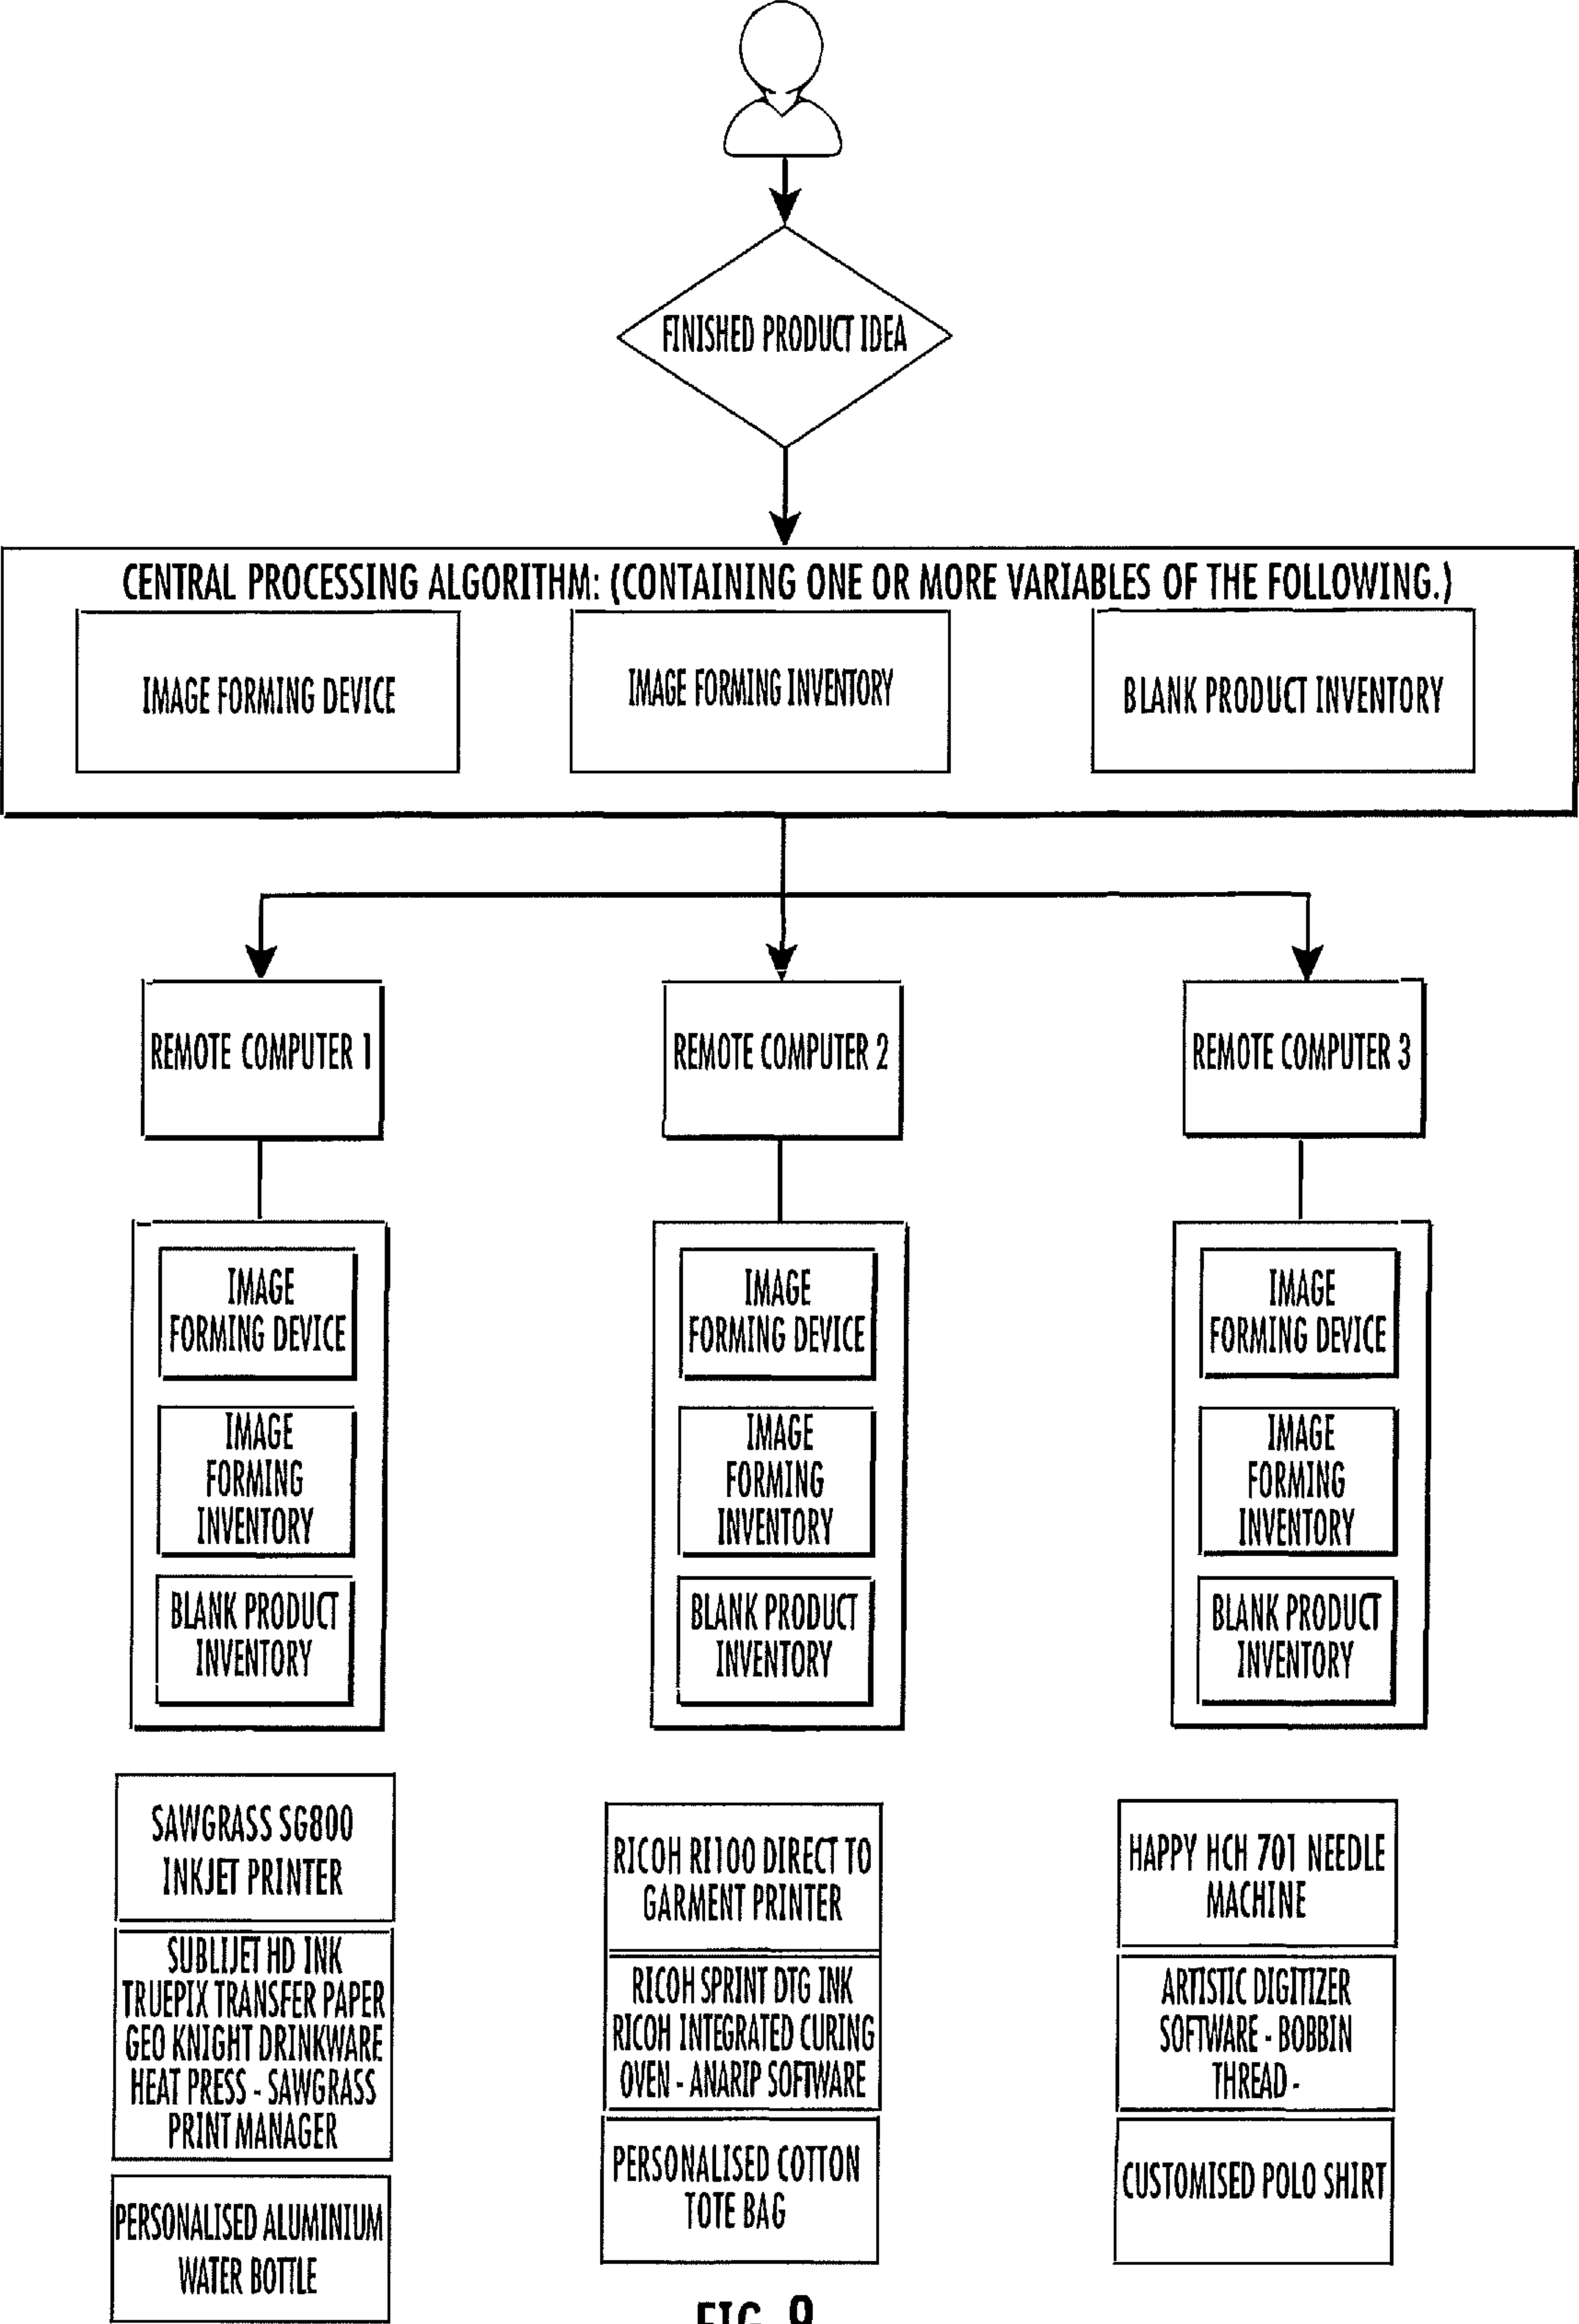 FINISHED PRODUCT IDEA
CENTRAL PROCESSING ALGORITHM: (CONTAINING ONE OR MORE VARIABLES OF THE FOLLOWING.)
IMAGE FORMING DEVICE
IMAGE FORMING INVENTORY
BLANK PRODUCT INVENTORY
REMOTE COMPUTER 1
REMOTE COMPUTER 2
REMOTE COMPUTER 3
IMAGE
FORMING DEVICE
IMAGE
FORMING
INVENTORY
BLANK PRODUCT
INVENTORY
IMAGE
FORMING DEVICE
IMAGE
FORMING
INVENTORY
BLANK PRODUCT
INVENTORY
IMAGE
FORMING DEVICE
IMAGE
FORMING
INVENTORY
BLANK PRODUCT
INVENTORY
SAWGRASS SG800
INKJET PRINTER
SUBLIJET HD INK
TRUEPIX TRANSFER PAPER
GEO KNIGHT DRINKWARE
HEAT PRESS - SAWGRASS
PRINT MANAGER
PERSONALISED ALUMINIUM
WATER BOTTLE
RICOH RI100 DIRECT TO
GARMENT PRINTER
RICOH SPRINT DTG INK
RICOH INTEGRATED CURING
OVEN - ANARIP SOFTWARE
PERSONALISED COTTON
TOTE BAG
HAPPY HCH 701 NEEDLE
MACHINE
ARTISTIC DIGITIZER
SOFTWARE - BOBBIN
THREAD -
CUSTOMISED POLO SHIRT
FIG. 9